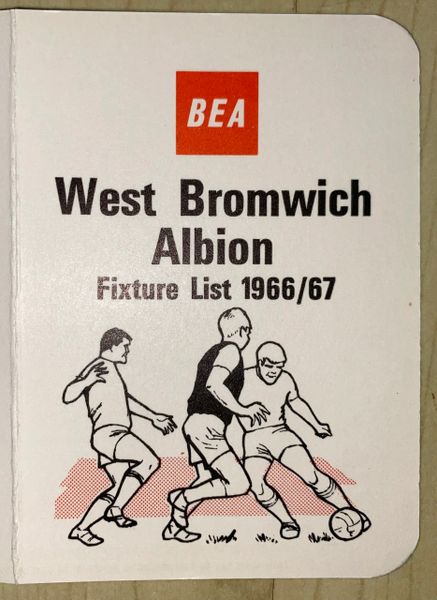 BEA
West Bromwich
Albion
Fixture List 1966/67